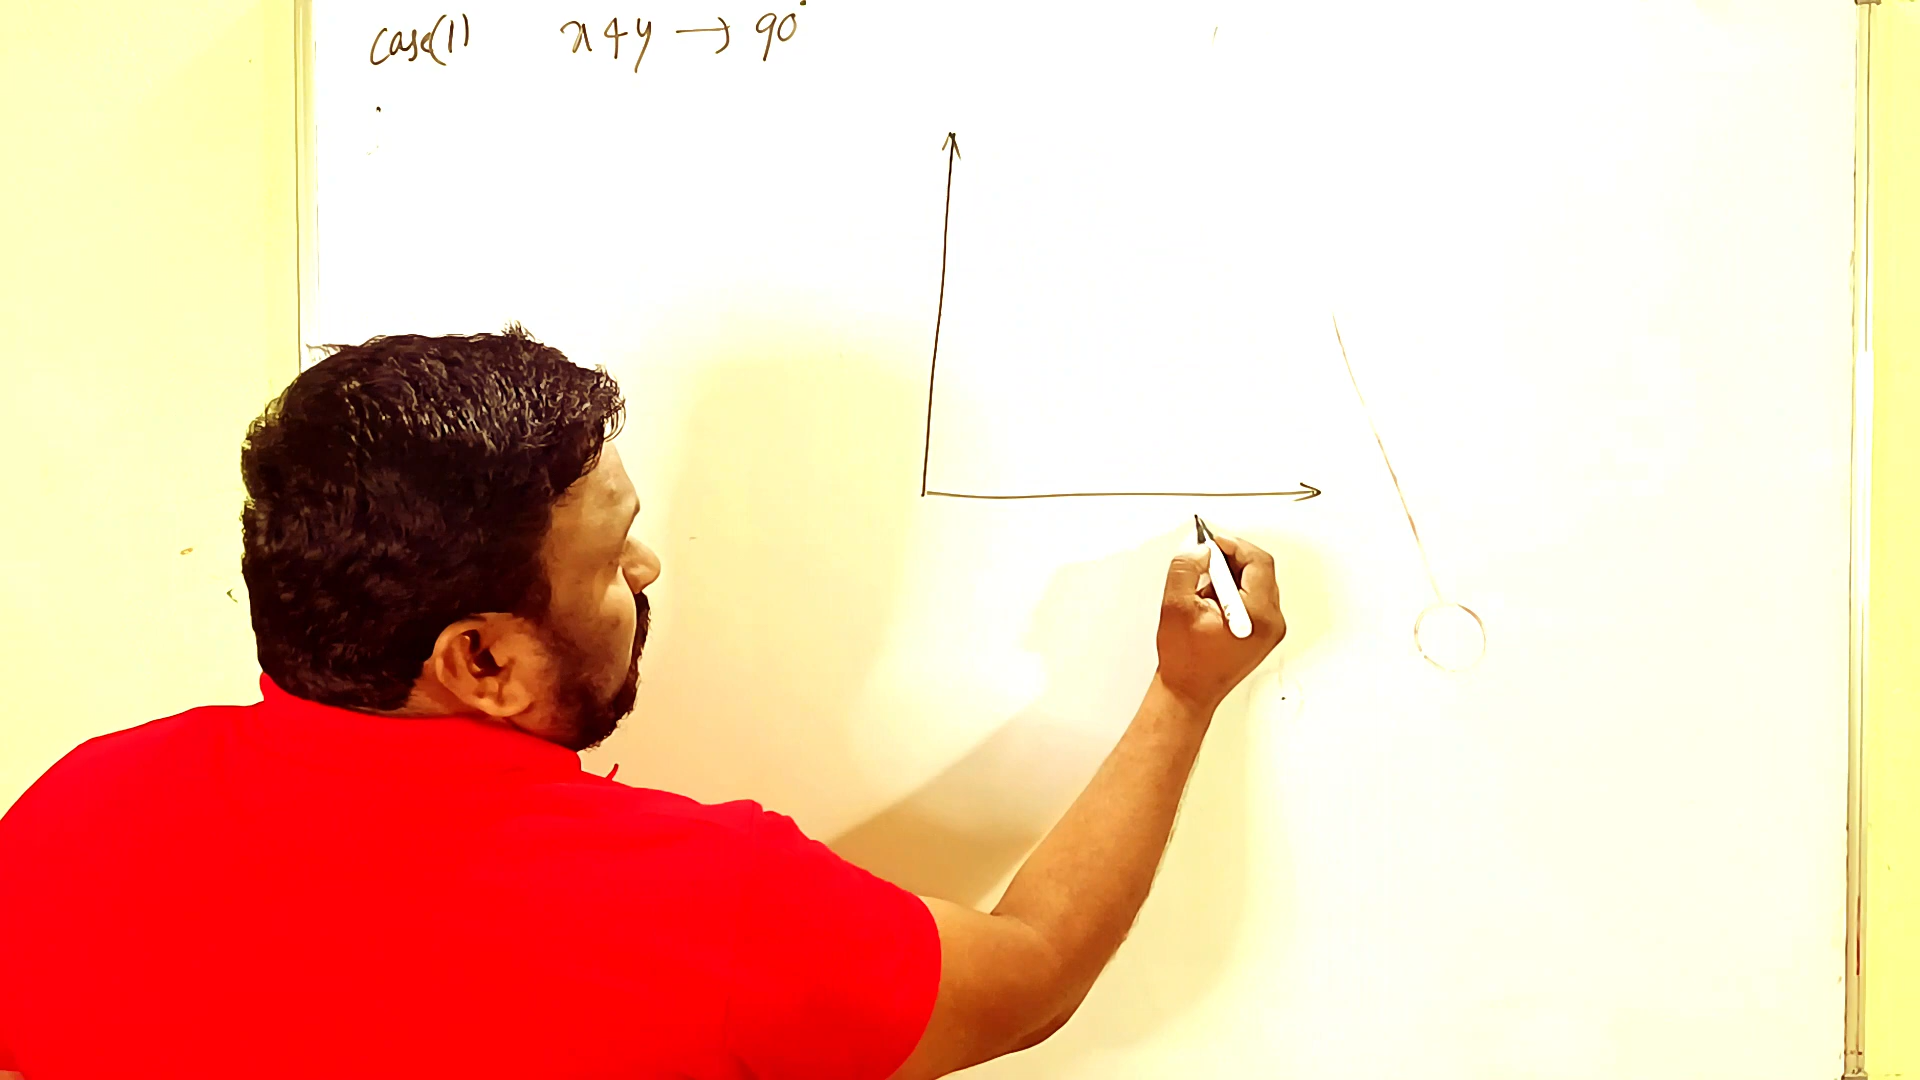 case(1) x & y → 90°